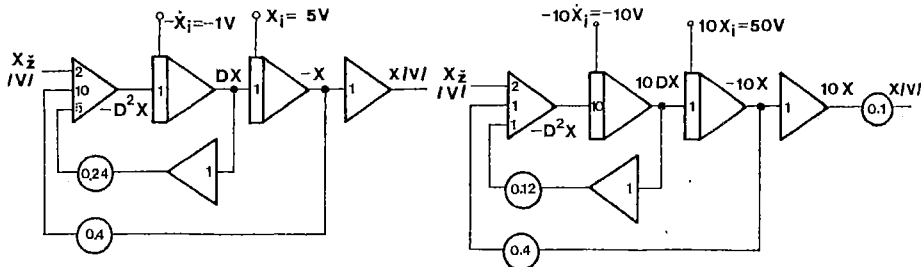 -Ẋi=-1V
Xi= 5V
Xž
/V/
2
10
-D²X
1
DX
1
-X
1
X/V/
0.24
1
0.4
-10Ẋi=-10V
10Xi=50V
Xž
/V/
2
1
1
-D²X
10
10DX
1
-10X
1
10X
0.1
X/V/
0.12
1
0.4